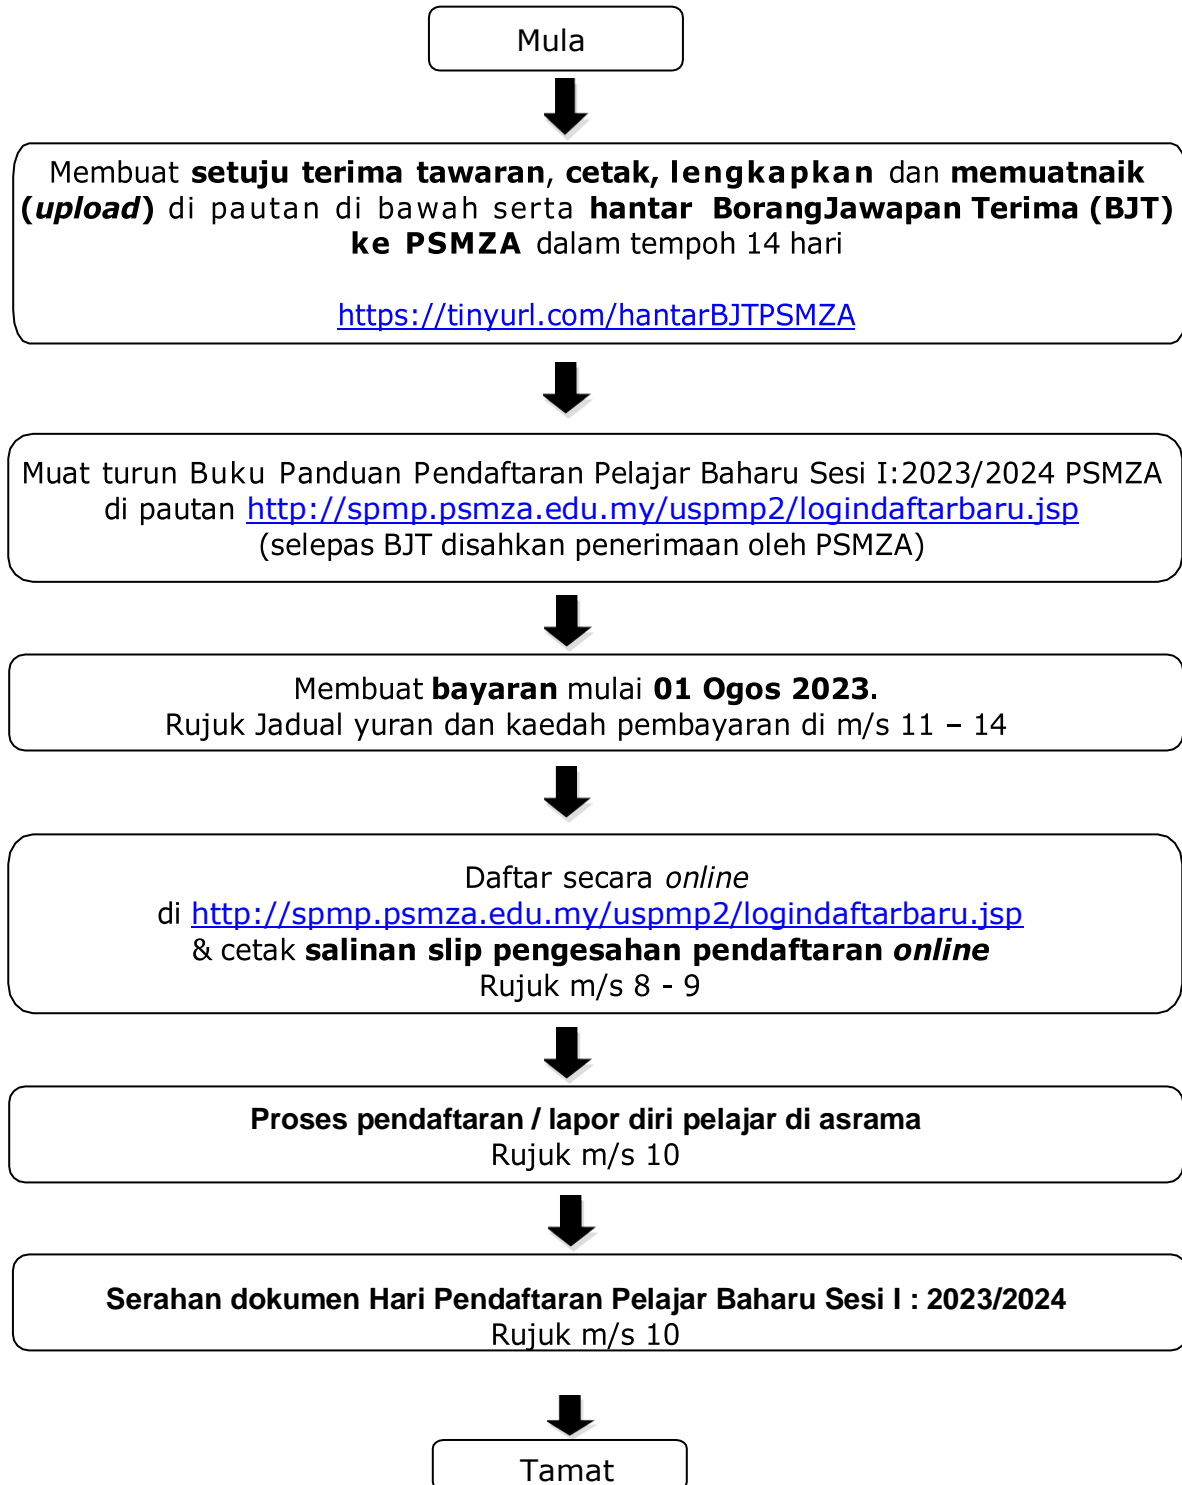 Mula
Membuat setuju terima tawaran, cetak, lengkapkan dan memuatnaik
(upload) di pautan di bawah serta hantar BorangJawapan Terima (BJT)
ke PSMZA dalam tempoh 14 hari
https://tinyurl.com/hantarBJTPSMZA
Muat turun Buku Panduan Pendaftaran Pelajar Baharu Sesi I:2023/2024 PSMZA
di pautan http://spmp.psmza.edu.my/uspmp2/logindaftarbaru.jsp
(selepas BJT disahkan penerimaan oleh PSMZA)
Membuat bayaran mulai 01 Ogos 2023.
Rujuk Jadual yuran dan kaedah pembayaran di m/s 11 – 14
Daftar secara online
di http://spmp.psmza.edu.my/uspmp2/logindaftarbaru.jsp
& cetak salinan slip pengesahan pendaftaran online
Rujuk m/s 8 - 9
Proses pendaftaran / lapor diri pelajar di asrama
Rujuk m/s 10
Serahan dokumen Hari Pendaftaran Pelajar Baharu Sesi I : 2023/2024
Rujuk m/s 10
Tamat